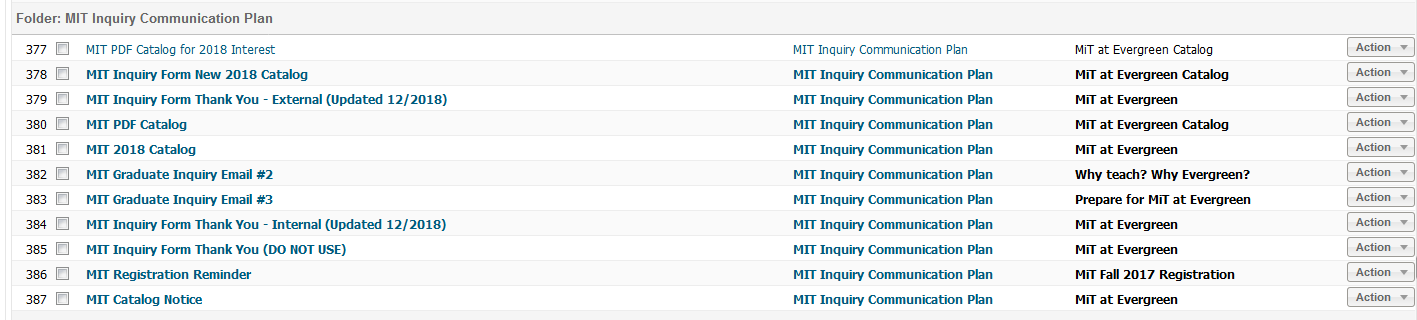 Folder: MIT Inquiry Communication Plan
377 MIT PDF Catalog for 2018 Interest MIT Inquiry Communication Plan MiT at Evergreen Catalog Action
378 MIT Inquiry Form New 2018 Catalog MIT Inquiry Communication Plan MiT at Evergreen Catalog Action
379 MIT Inquiry Form Thank You - External (Updated 12/2018) MIT Inquiry Communication Plan MiT at Evergreen Action
380 MIT PDF Catalog MIT Inquiry Communication Plan MiT at Evergreen Catalog Action
381 MIT 2018 Catalog MIT Inquiry Communication Plan MiT at Evergreen Action
382 MIT Graduate Inquiry Email #2 MIT Inquiry Communication Plan Why teach? Why Evergreen? Action
383 MIT Graduate Inquiry Email #3 MIT Inquiry Communication Plan Prepare for MiT at Evergreen Action
384 MIT Inquiry Form Thank You - Internal (Updated 12/2018) MIT Inquiry Communication Plan MiT at Evergreen Action
385 MIT Inquiry Form Thank You (DO NOT USE) MIT Inquiry Communication Plan MiT at Evergreen Action
386 MIT Registration Reminder MIT Inquiry Communication Plan MiT Fall 2017 Registration Action
387 MIT Catalog Notice MIT Inquiry Communication Plan MiT at Evergreen Action